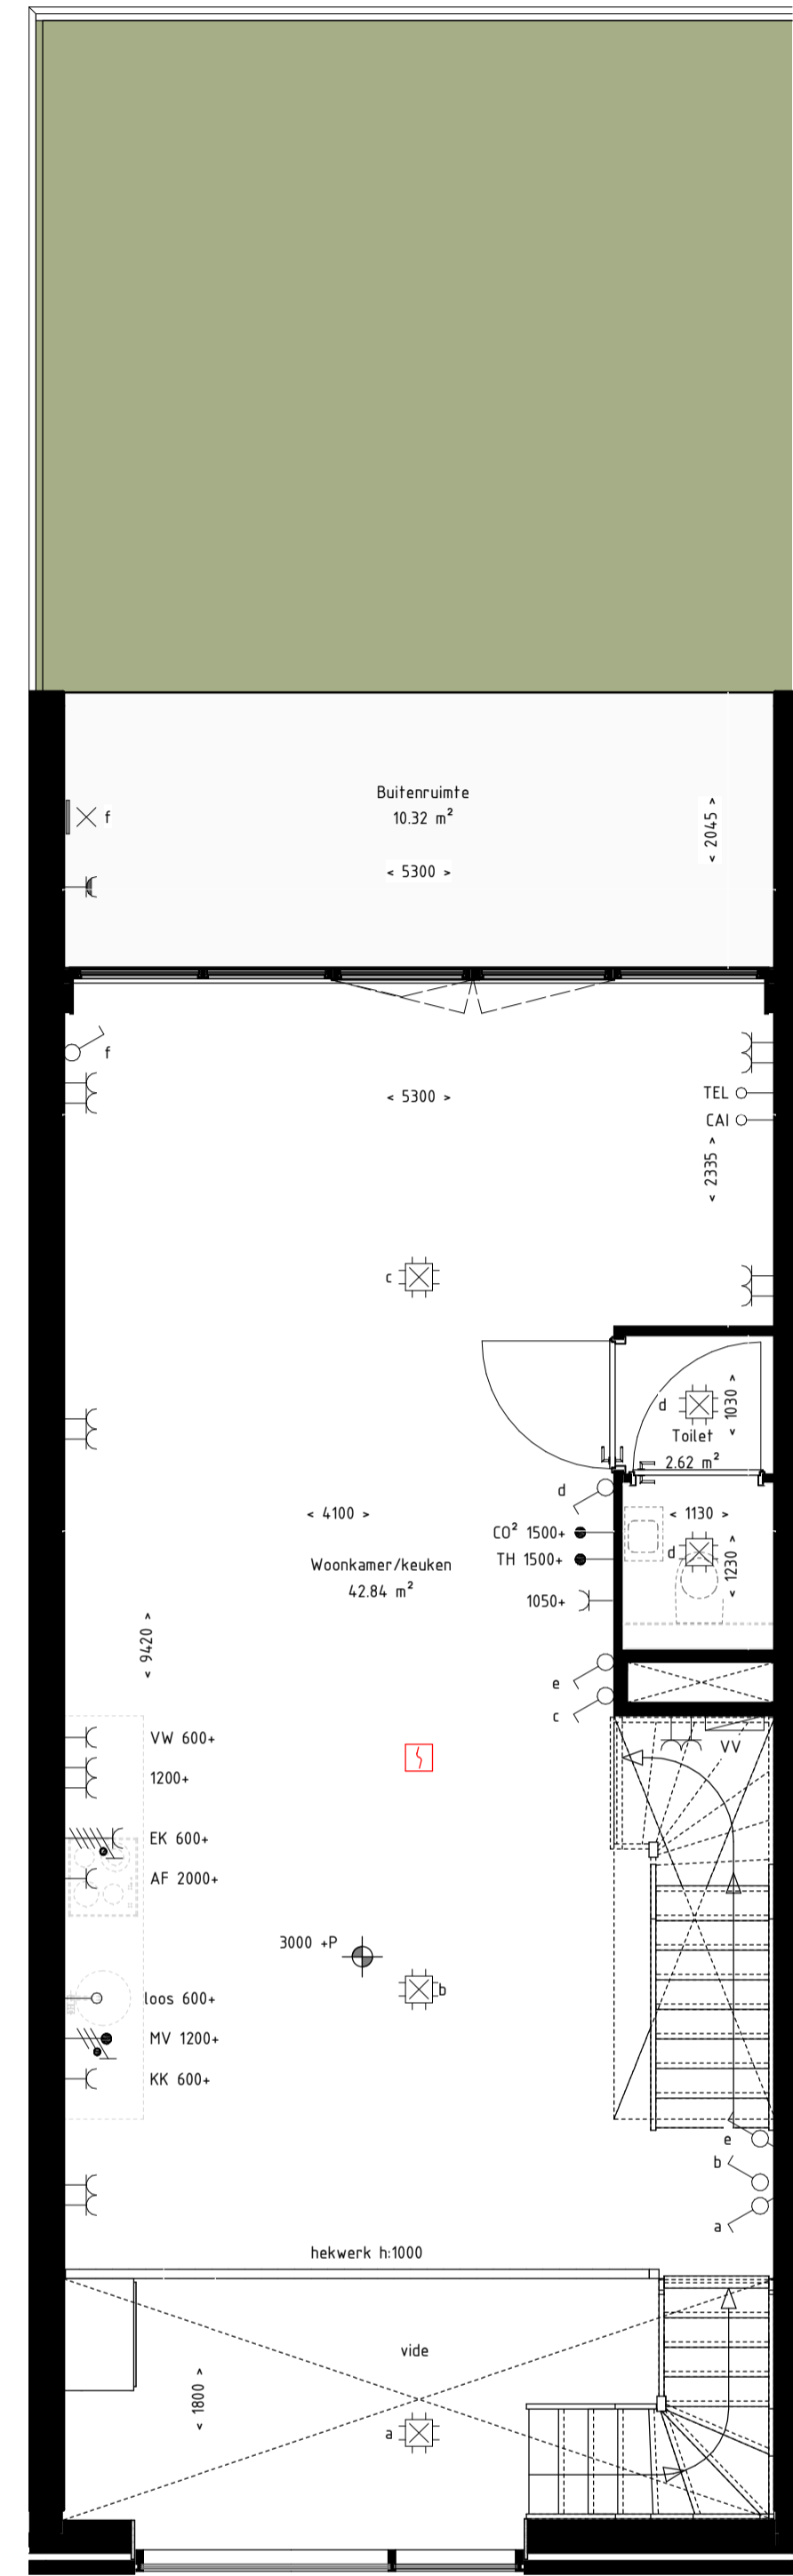 Buitenruimte
10.32 m²
f
< 2045 >
< 5300 >
f
< 5300 >
TEL
CAI
< 2335 >
c
d
< 1030 >
Toilet
2.62 m²
d
< 4100 >
< 1130 >
CO² 1500+
d
TH 1500+
< 1230 >
Woonkamer/keuken
42.84 m²
1050+
< 9420 >
e
c
VW 600+
VV
1200+
EK 600+
AF 2000+
3000 +P
b
loos 600+
MV 1200+
KK 600+
e
b
a
hekwerk h:1000
vide
< 1800 >
a